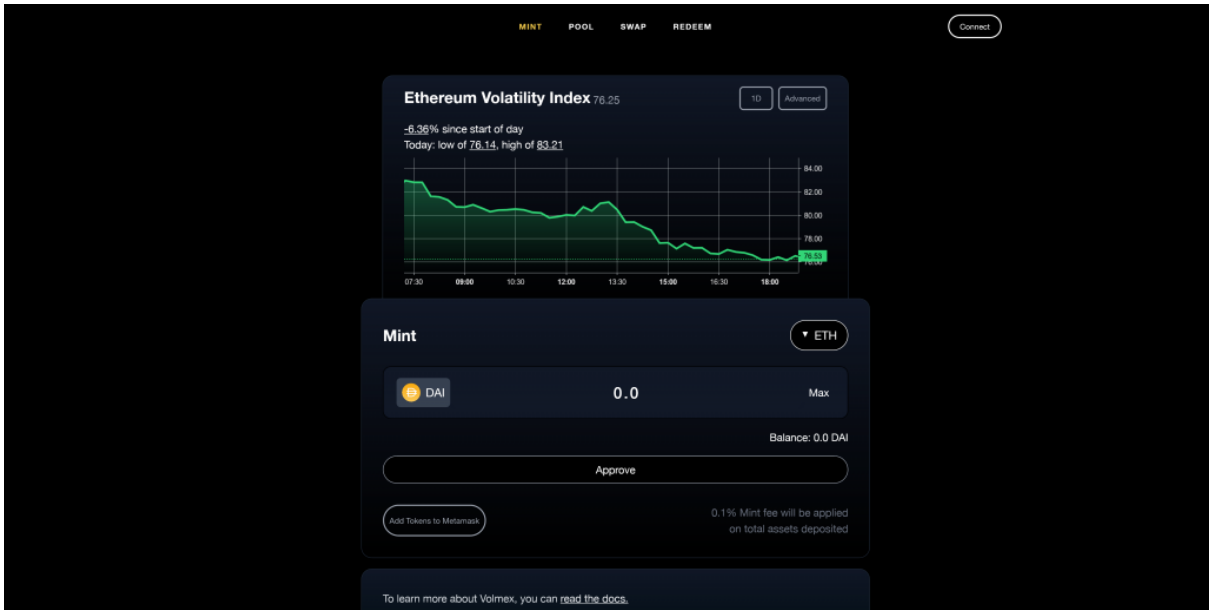 MINT POOL SWAP REDEEM Connect
Ethereum Volatility Index 76.25 1D Advanced
-6.36% since start of day
Today: low of 76.14, high of 83.21
84.00
82.00
80.00
78.00
76.53
76.00
07:30 09:00 10:30 12:00 13:30 15:00 16:30 18:00
Mint ▼ ETH
DAI 0.0 Max
Balance: 0.0 DAI
Approve
Add Tokens to Metamask
0.1% Mint fee will be applied
on total assets deposited
To learn more about Volmex, you can read the docs.